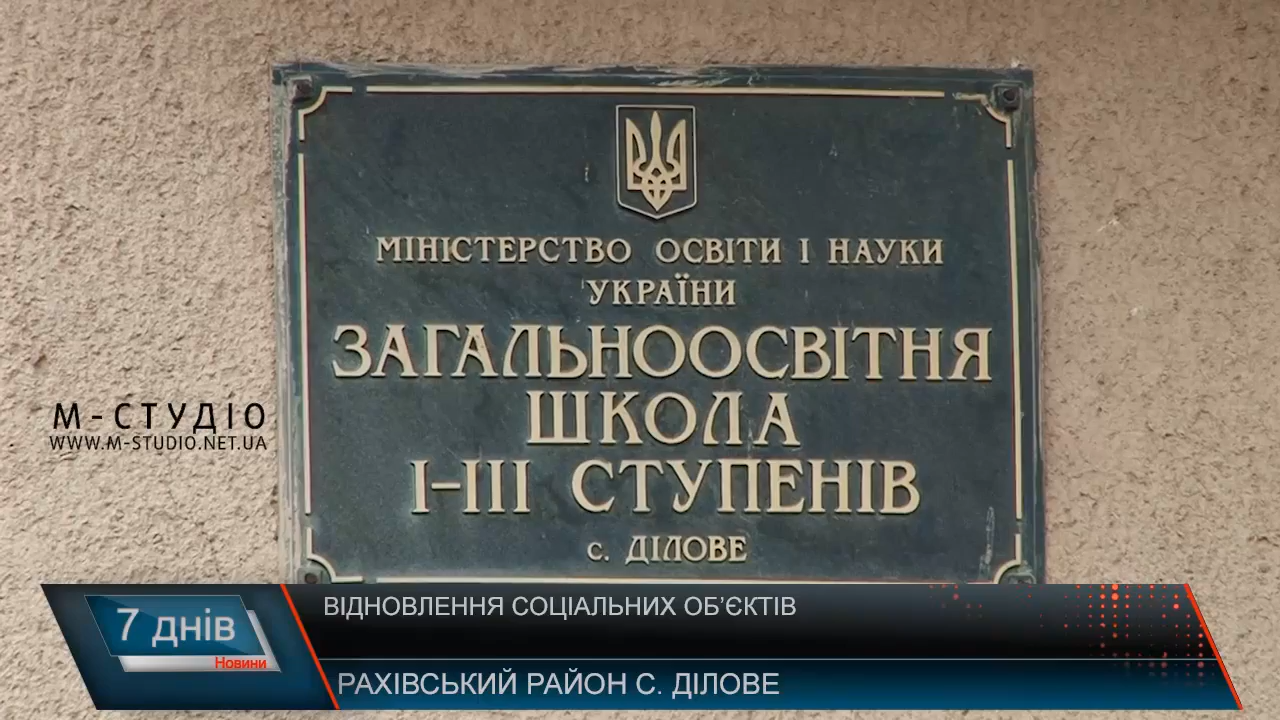 МІНІСТЕРСТВО ОСВІТИ І НАУКИ
УКРАЇНИ
ЗАГАЛЬНООСВІТНЯ
ШКОЛА
І–ІІІ СТУПЕНІВ
с. ДІЛОВЕ
М-СТУДІО
WWW.M-STUDIO.NET.UA
7 днів
Новини
ВІДНОВЛЕННЯ СОЦІАЛЬНИХ ОБ’ЄКТІВ
РАХІВСЬКИЙ РАЙОН С. ДІЛОВЕ